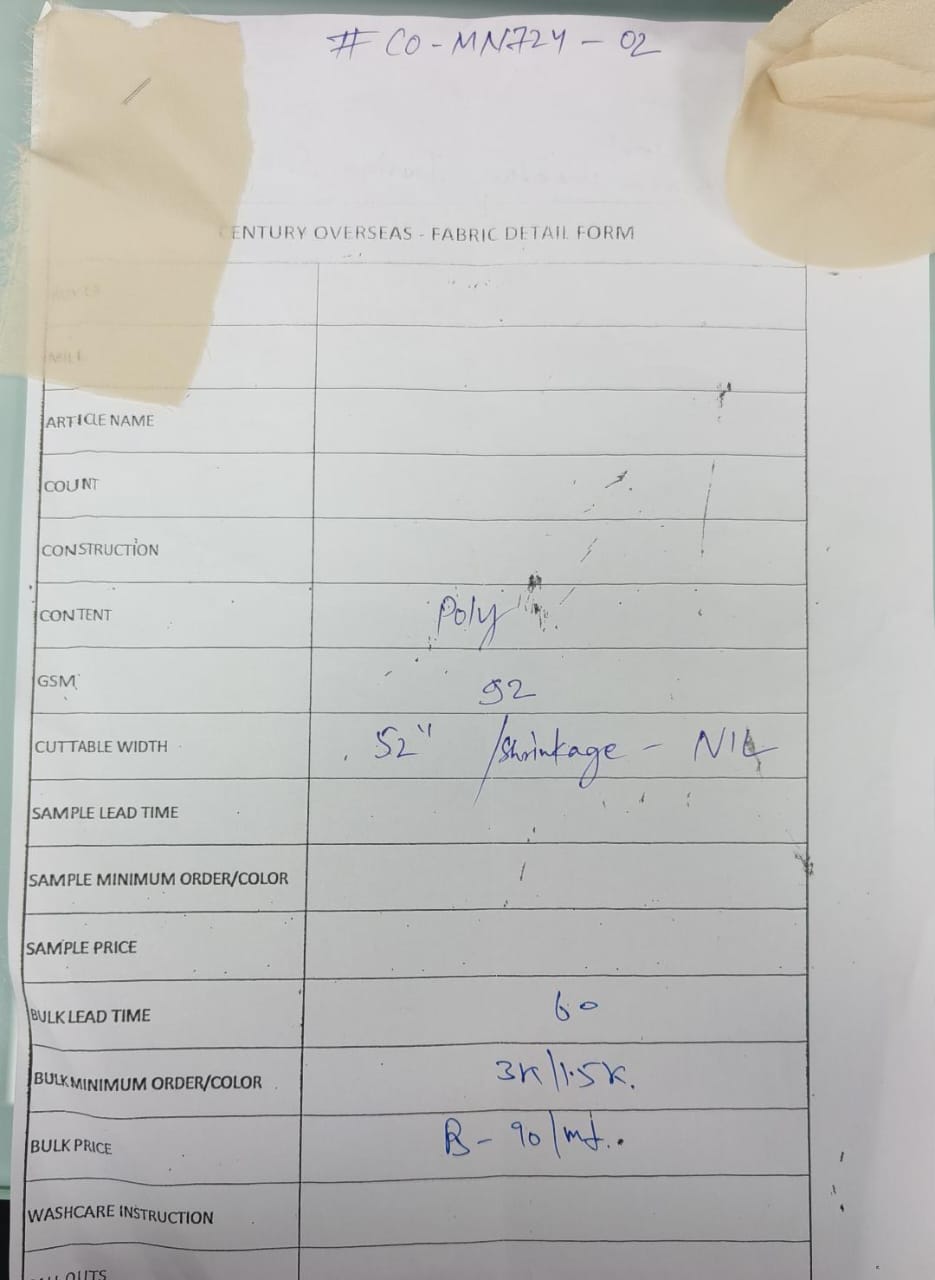 # CO-MN724-02
CENTURY OVERSEAS - FABRIC DETAIL FORM
MILL
ARTICLE NAME
COUNT
CONSTRUCTION
CONTENT Poly
GSM 92
CUTTABLE WIDTH 52" /Shrinkage - NIL
SAMPLE LEAD TIME
SAMPLE MINIMUM ORDER/COLOR
SAMPLE PRICE
BULK LEAD TIME 60
BULK MINIMUM ORDER/COLOR 3K/1.5K.
BULK PRICE Rs - 90/mt.
WASHCARE INSTRUCTION